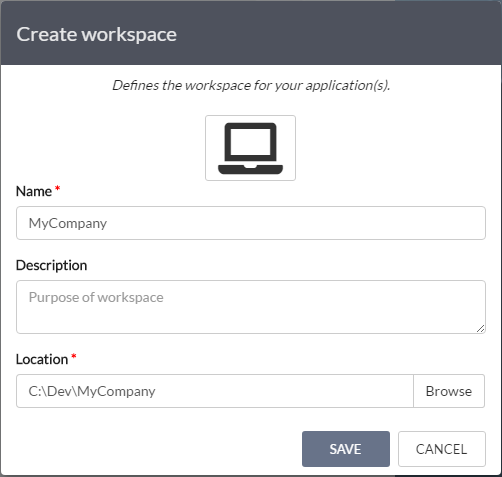 Create workspace
Defines the workspace for your application(s).
Name *
MyCompany
Description
Purpose of workspace
Location *
C:\Dev\MyCompany
Browse
SAVE
CANCEL